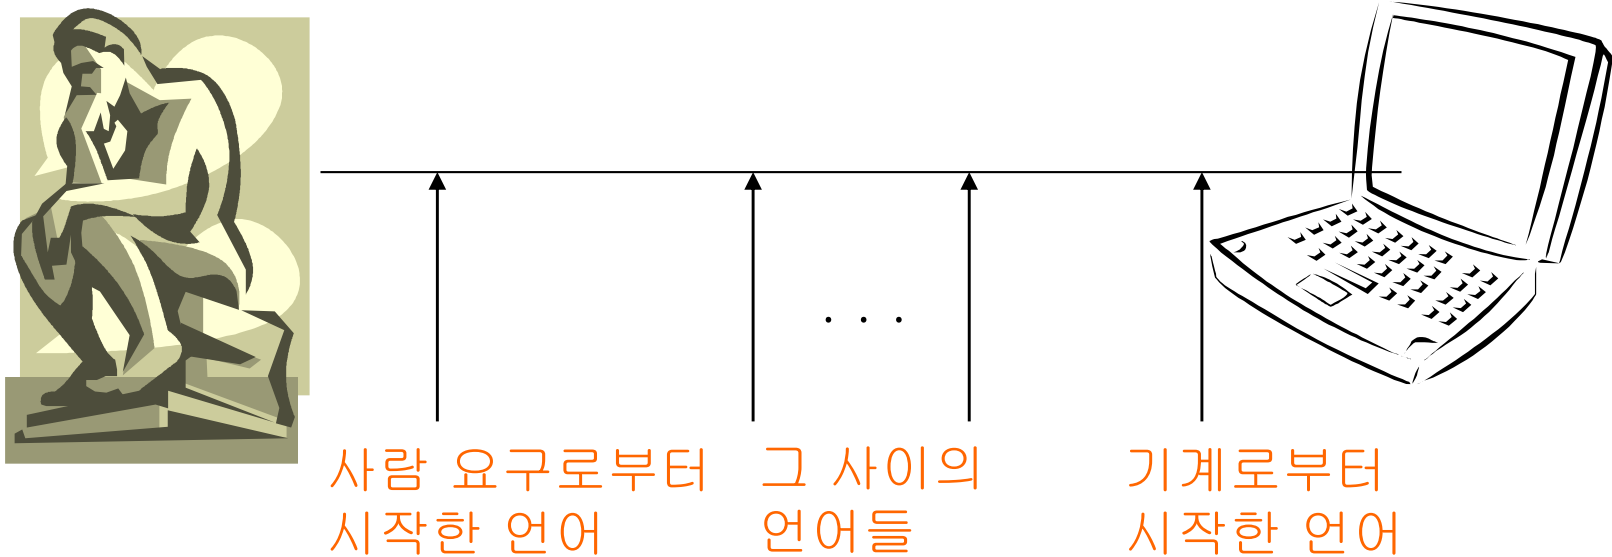 . . .
사람 요구로부터
시작한 언어
그 사이의
언어들
기계로부터
시작한 언어